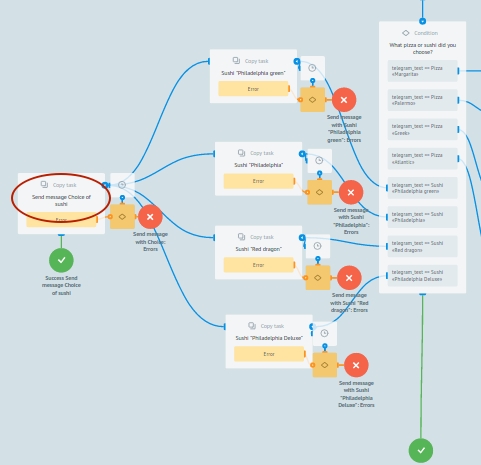 Copy task
Send message Choice of
sushi
Error
Send message
with Choice:
Errors
Success Send
message Choice
of sushi
Copy task
Sushi "Philadelphia green"
Error
Send message
with Sushi
"Philadelphia
green": Errors
Copy task
Sushi "Philadelphia"
Error
Send message
with Sushi
"Philadelphia":
Errors
Copy task
Sushi "Red dragon"
Error
Send message
with Sushi "Red
dragon": Errors
Copy task
Sushi "Philadelphia Deluxe"
Error
Send message
with Sushi
"Philadelphia
Deluxe": Errors
Condition
What pizza or sushi did you
choose?
telegram_text == Pizza
«Margarita»
telegram_text == Pizza
«Palermo»
telegram_text == Pizza
«Greek»
telegram_text == Pizza
«Atlantic»
telegram_text == Sushi
«Philadelphia green»
telegram_text == Sushi
«Philadelphia»
telegram_text == Sushi
«Red dragon»
telegram_text == Sushi
«Philadelphia Deluxe»